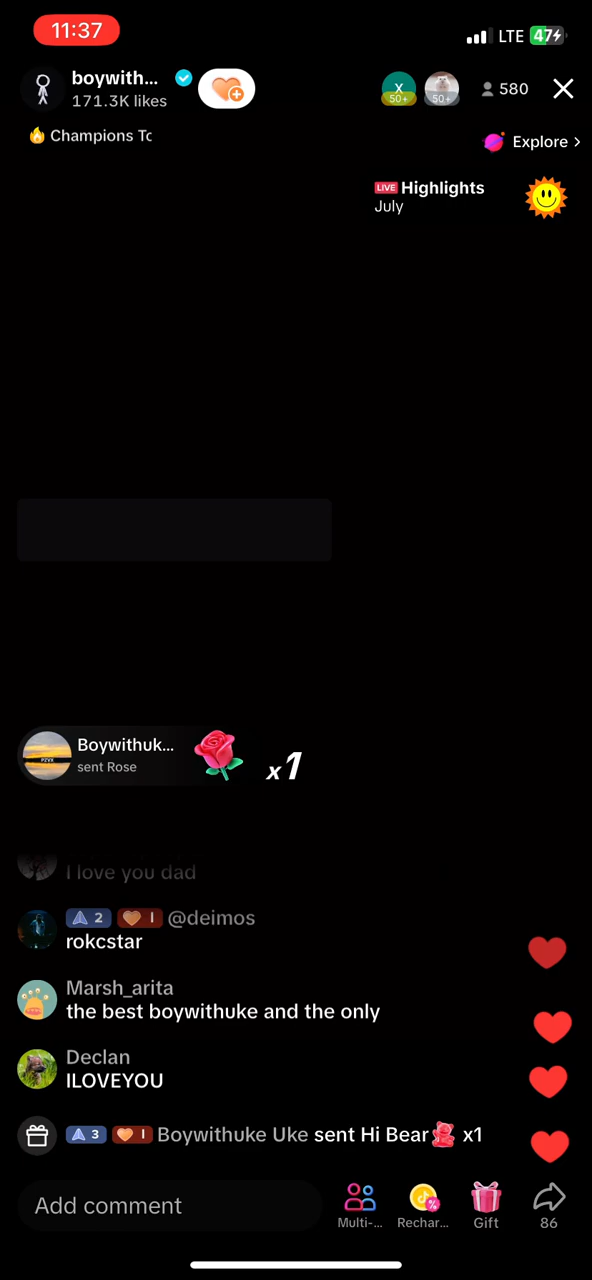 11:37
LTE 47
boywith...
171.3K likes
X
50+
50+
580
Champions To
Explore >
LIVE Highlights
July
Boywithuk...
sent Rose
x1
PZVK
I love you dad
2 I @deimos
rokcstar
Marsh_arita
the best boywithuke and the only
Declan
ILOVEYOU
3 I Boywithuke Uke sent Hi Bear x1
Add comment
Multi-...
Rechar...
Gift
86